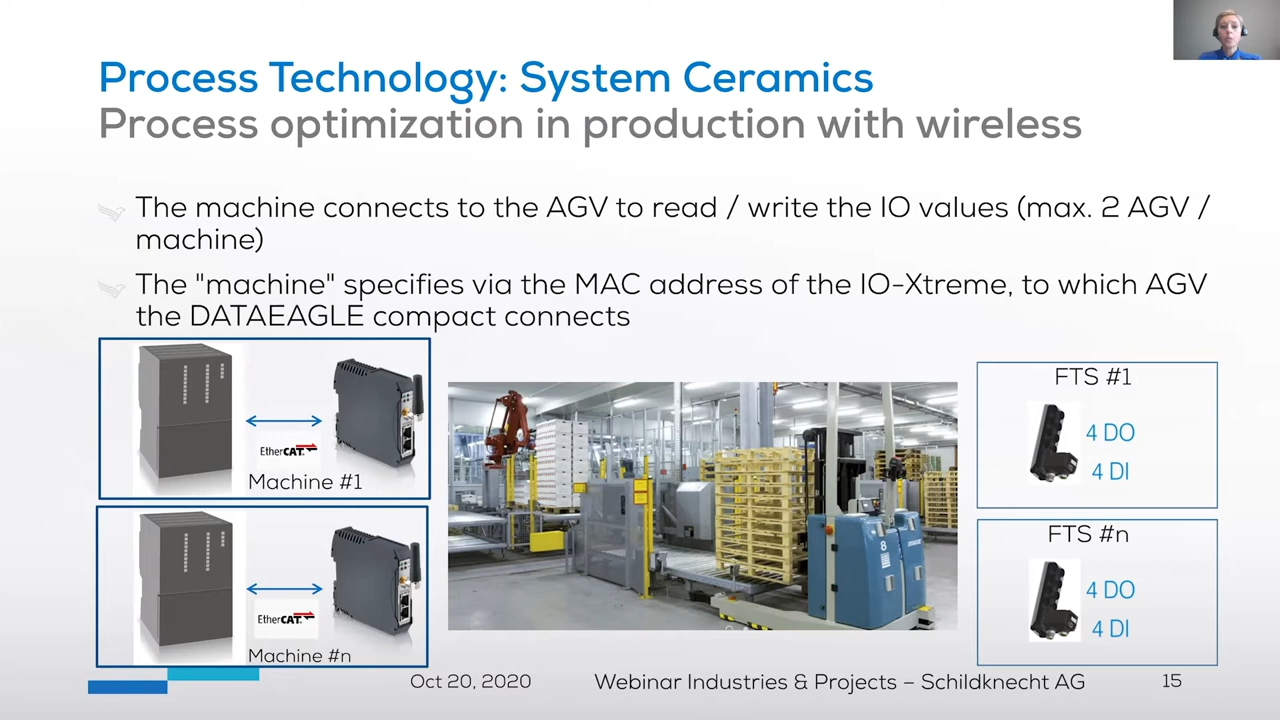 Process Technology: System Ceramics
Process optimization in production with wireless
The machine connects to the AGV to read / write the IO values (max. 2 AGV /
machine)
The "machine" specifies via the MAC address of the IO-Xtreme, to which AGV
the DATAEAGLE compact connects
EtherCAT
Machine #1
EtherCAT
Machine #n
8
FTS #1
4 DO
4 DI
FTS #n
4 DO
4 DI
Oct 20, 2020
Webinar Industries & Projects – Schildknecht AG
15